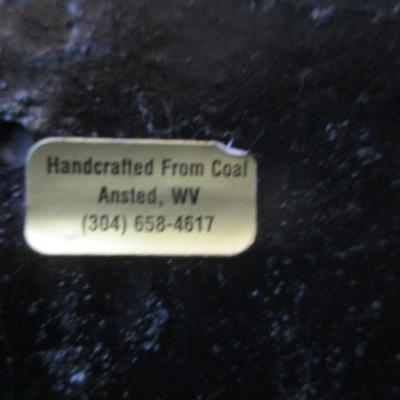 Handcrafted From Coal
Ansted, WV
(304) 658-4617